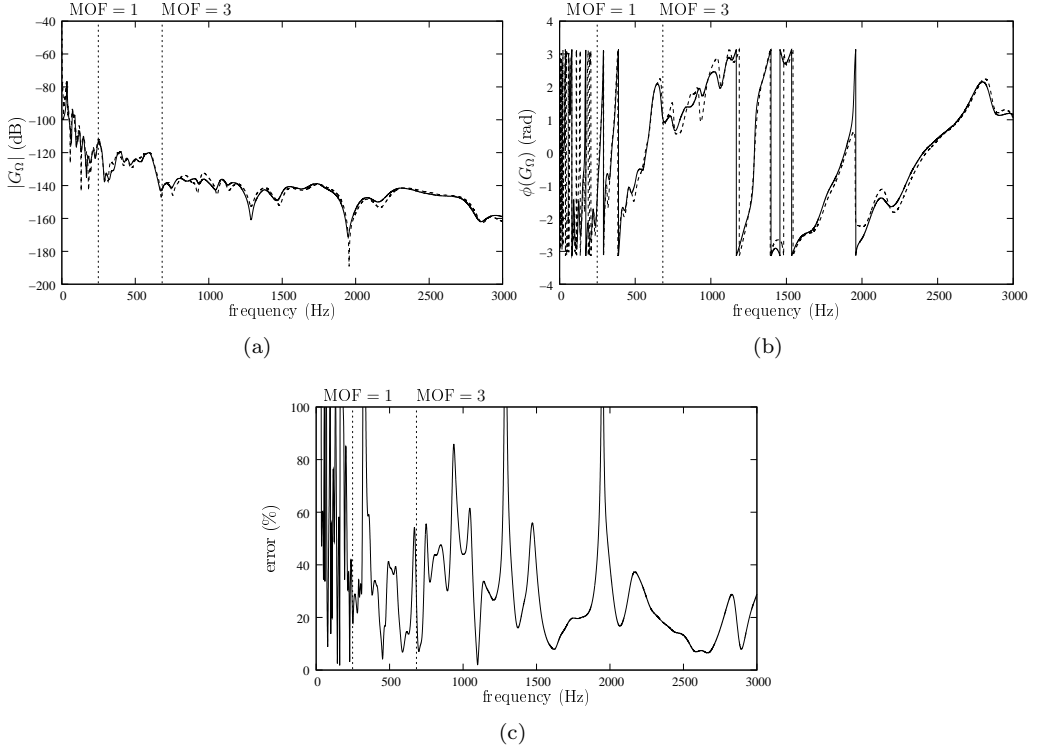 MOF = 1 MOF = 3
−40
−60
−80
−100
−120
−140
−160
−180
−200
|G_Ω| (dB)
0 500 1000 1500 2000 2500 3000
frequency (Hz)
(a)
MOF = 1 MOF = 3
4
3
2
1
0
−1
−2
−3
−4
ϕ(G_Ω) (rad)
0 500 1000 1500 2000 2500 3000
frequency (Hz)
(b)
MOF = 1 MOF = 3
100
80
60
40
20
0
error (%)
0 500 1000 1500 2000 2500 3000
frequency (Hz)
(c)